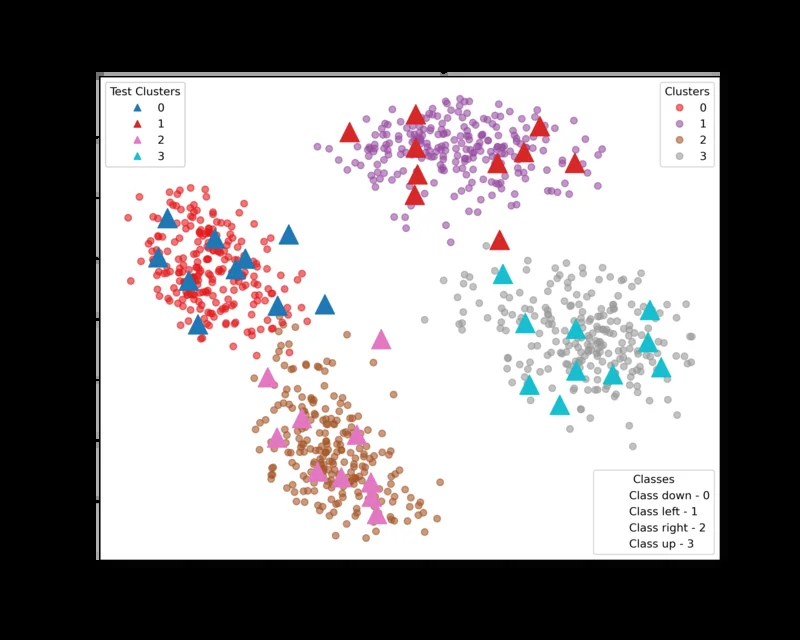 Test Clusters
0
1
2
3
Clusters
0
1
2
3
Classes
Class down - 0
Class left - 1
Class right - 2
Class up - 3